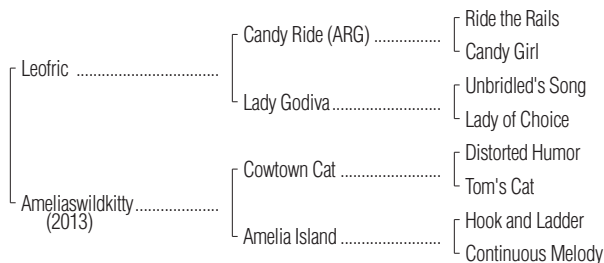 Ride the Rails
Candy Ride (ARG) ..................
Candy Girl
Leofric ................................
Unbridled's Song
Lady Godiva.........................
Lady of Choice
Distorted Humor
Cowtown Cat ......................
Tom's Cat
Ameliaswildkitty...................
(2013)
Hook and Ladder
Amelia Island.......................
Continuous Melody